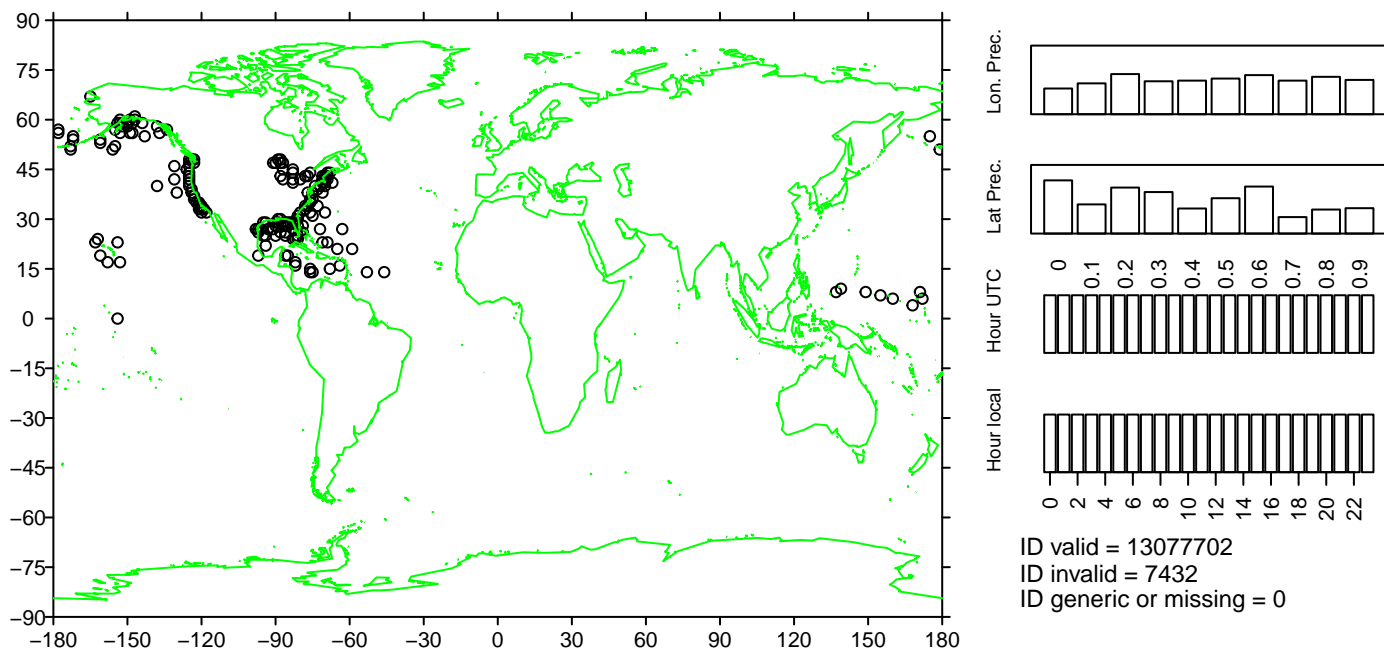 90
75
60
45
30
15
0
−15
−30
−45
−60
−75
−90
−180 −150 −120 −90 −60 −30 0 30 60 90 120 150 180
Lon. Prec.
Lat Prec.
0 0.1 0.2 0.3 0.4 0.5 0.6 0.7 0.8 0.9
Hour UTC
Hour local
0 2 4 6 8 10 12 14 16 18 20 22
ID valid = 13077702
ID invalid = 7432
ID generic or missing = 0